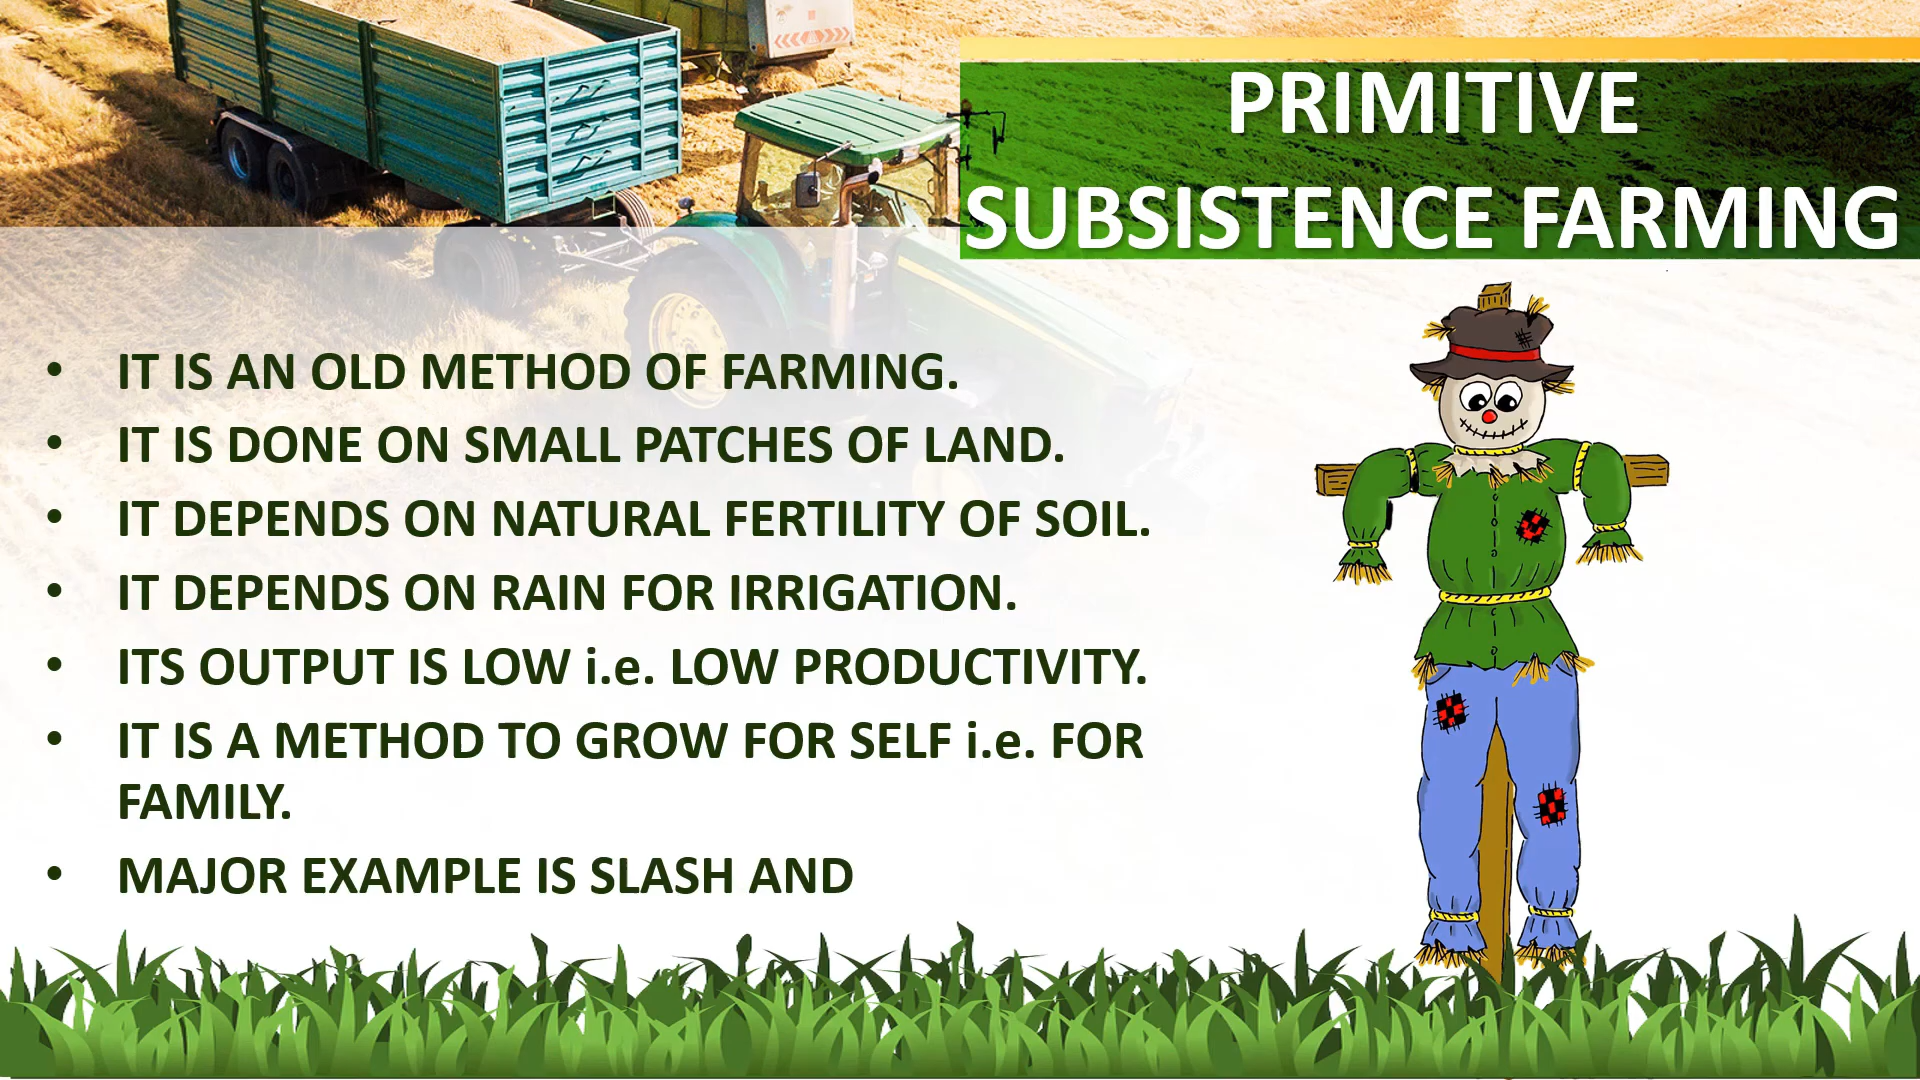 PRIMITIVE
SUBSISTENCE FARMING
• IT IS AN OLD METHOD OF FARMING.
• IT IS DONE ON SMALL PATCHES OF LAND.
• IT DEPENDS ON NATURAL FERTILITY OF SOIL.
• IT DEPENDS ON RAIN FOR IRRIGATION.
• ITS OUTPUT IS LOW i.e. LOW PRODUCTIVITY.
• IT IS A METHOD TO GROW FOR SELF i.e. FOR
FAMILY.
• MAJOR EXAMPLE IS SLASH AND